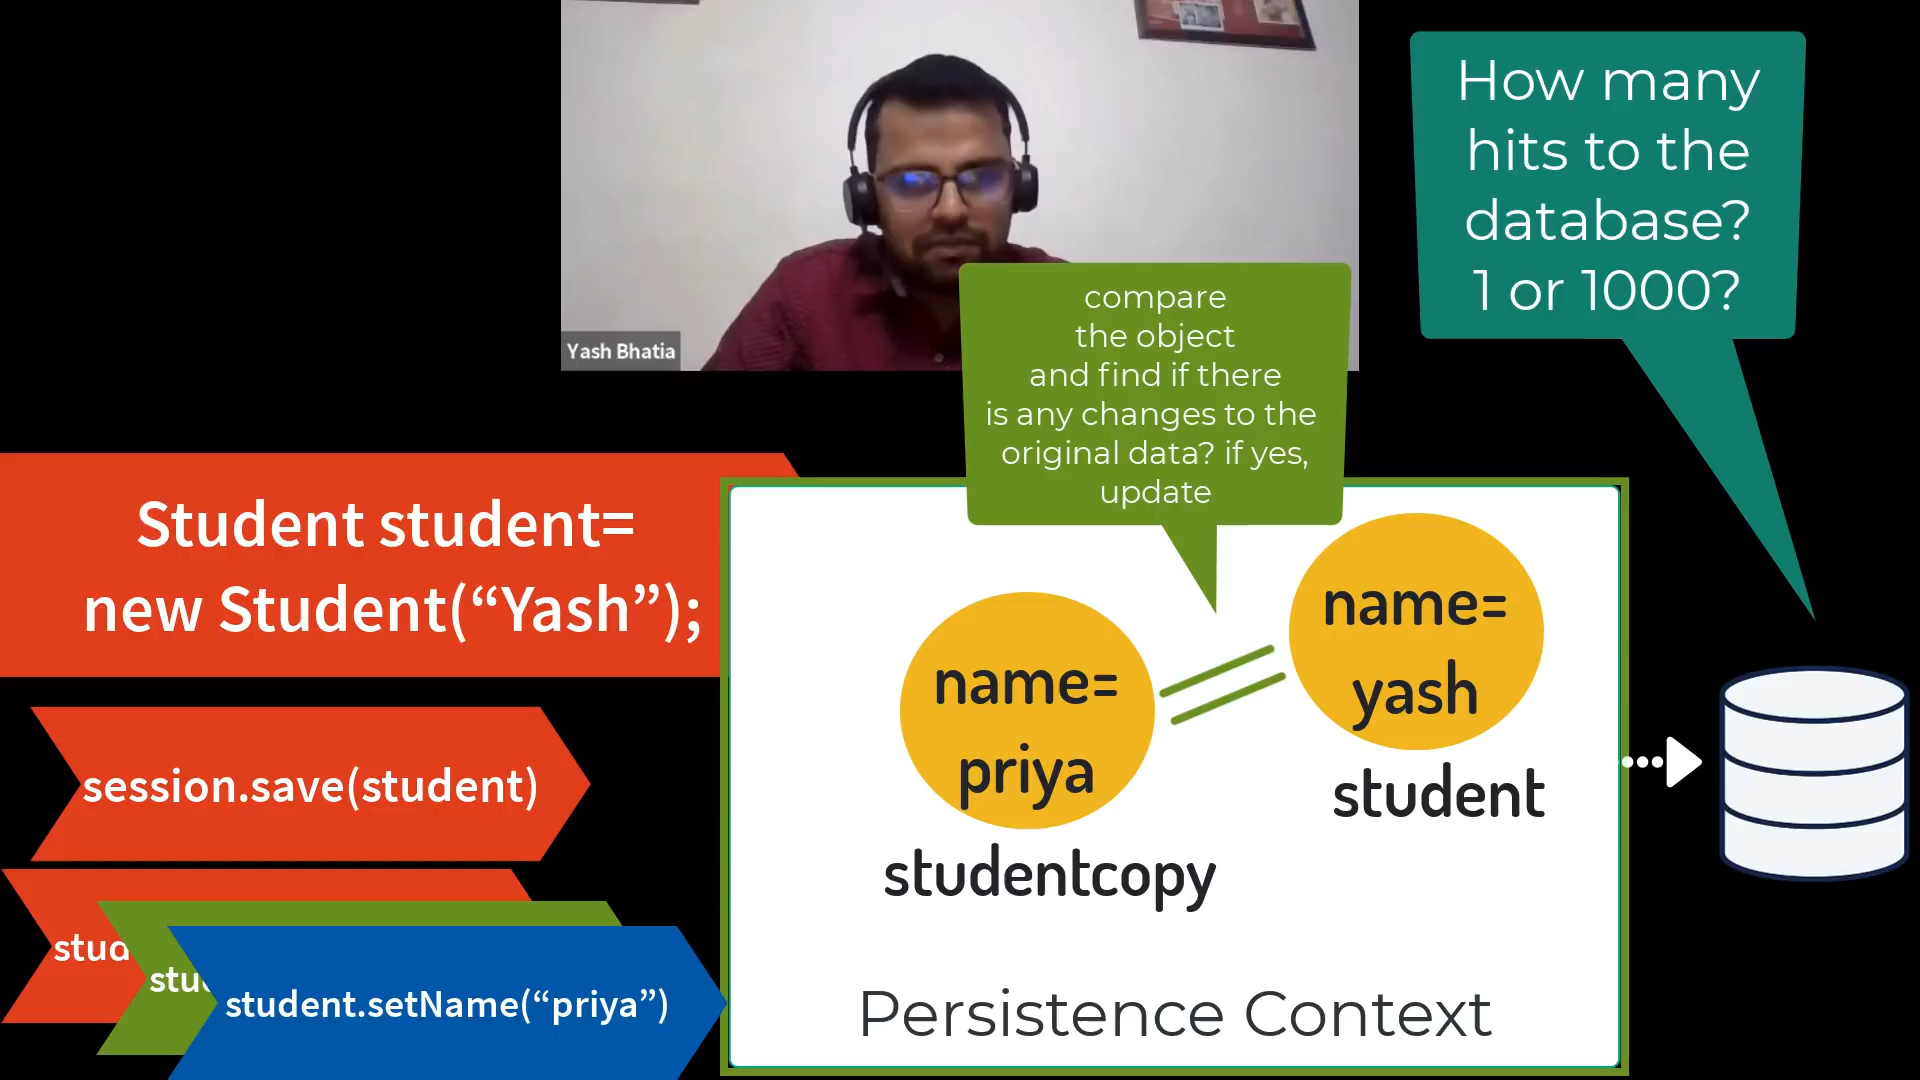 How many
hits to the
database?
1 or 1000?
Yash Bhatia
compare
the object
and find if there
is any changes to the
original data? if yes,
update
Student student=
new Student(“Yash”);
session.save(student)
stud
stu
student.setName(“priya”)
name=
priya
studentcopy
name=
yash
student
Persistence Context